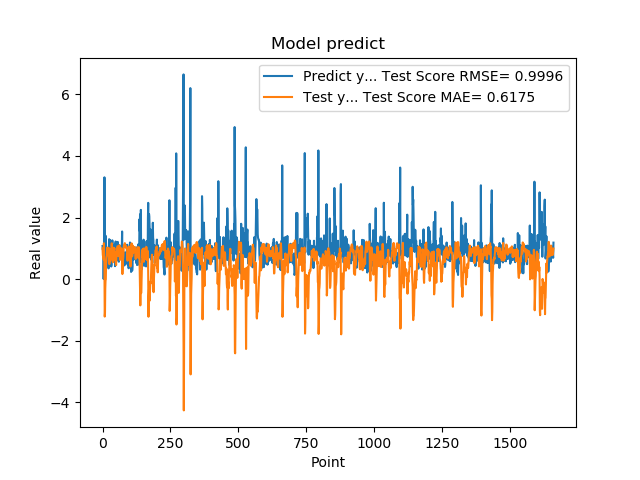 Model predict
Predict y... Test Score RMSE= 0.9996
Test y... Test Score MAE= 0.6175
Real value
6
4
2
0
−2
−4
0 250 500 750 1000 1250 1500
Point